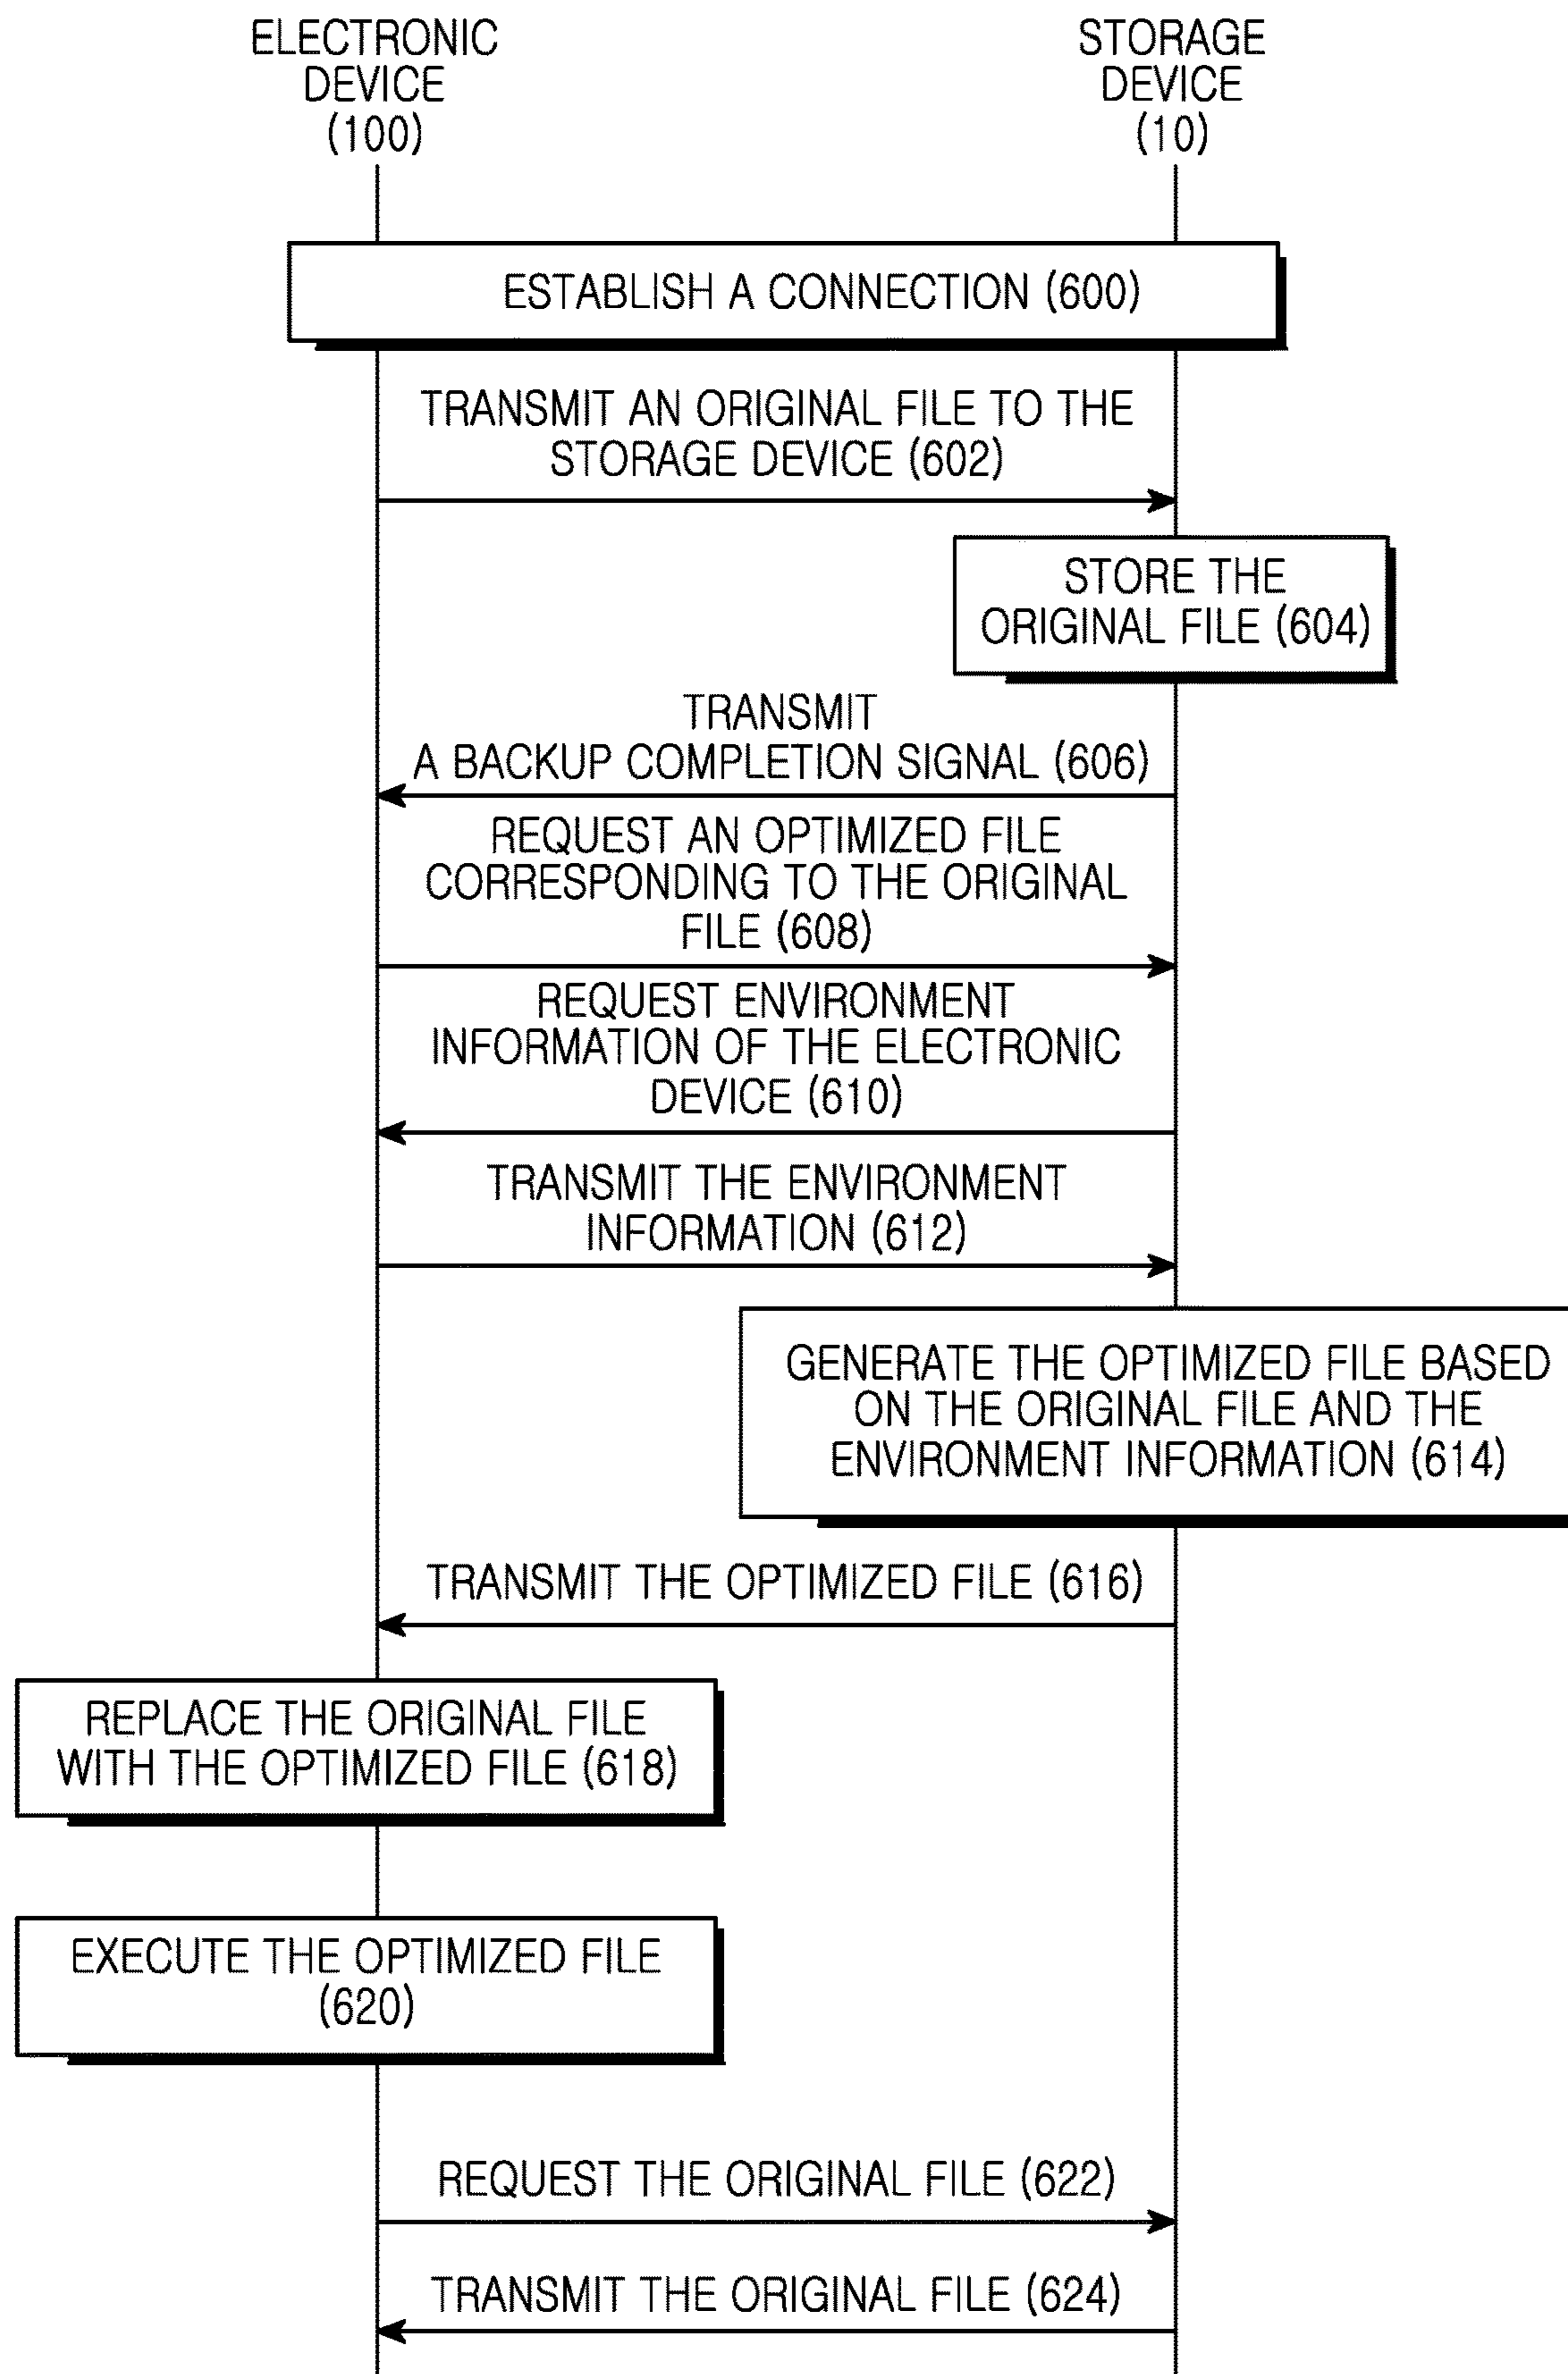 ELECTRONIC
DEVICE
(100)
STORAGE
DEVICE
(10)
ESTABLISH A CONNECTION (600)
TRANSMIT AN ORIGINAL FILE TO THE
STORAGE DEVICE (602)
STORE THE
ORIGINAL FILE (604)
TRANSMIT
A BACKUP COMPLETION SIGNAL (606)
REQUEST AN OPTIMIZED FILE
CORRESPONDING TO THE ORIGINAL
FILE (608)
REQUEST ENVIRONMENT
INFORMATION OF THE ELECTRONIC
DEVICE (610)
TRANSMIT THE ENVIRONMENT
INFORMATION (612)
GENERATE THE OPTIMIZED FILE BASED
ON THE ORIGINAL FILE AND THE
ENVIRONMENT INFORMATION (614)
TRANSMIT THE OPTIMIZED FILE (616)
REPLACE THE ORIGINAL FILE
WITH THE OPTIMIZED FILE (618)
EXECUTE THE OPTIMIZED FILE
(620)
REQUEST THE ORIGINAL FILE (622)
TRANSMIT THE ORIGINAL FILE (624)